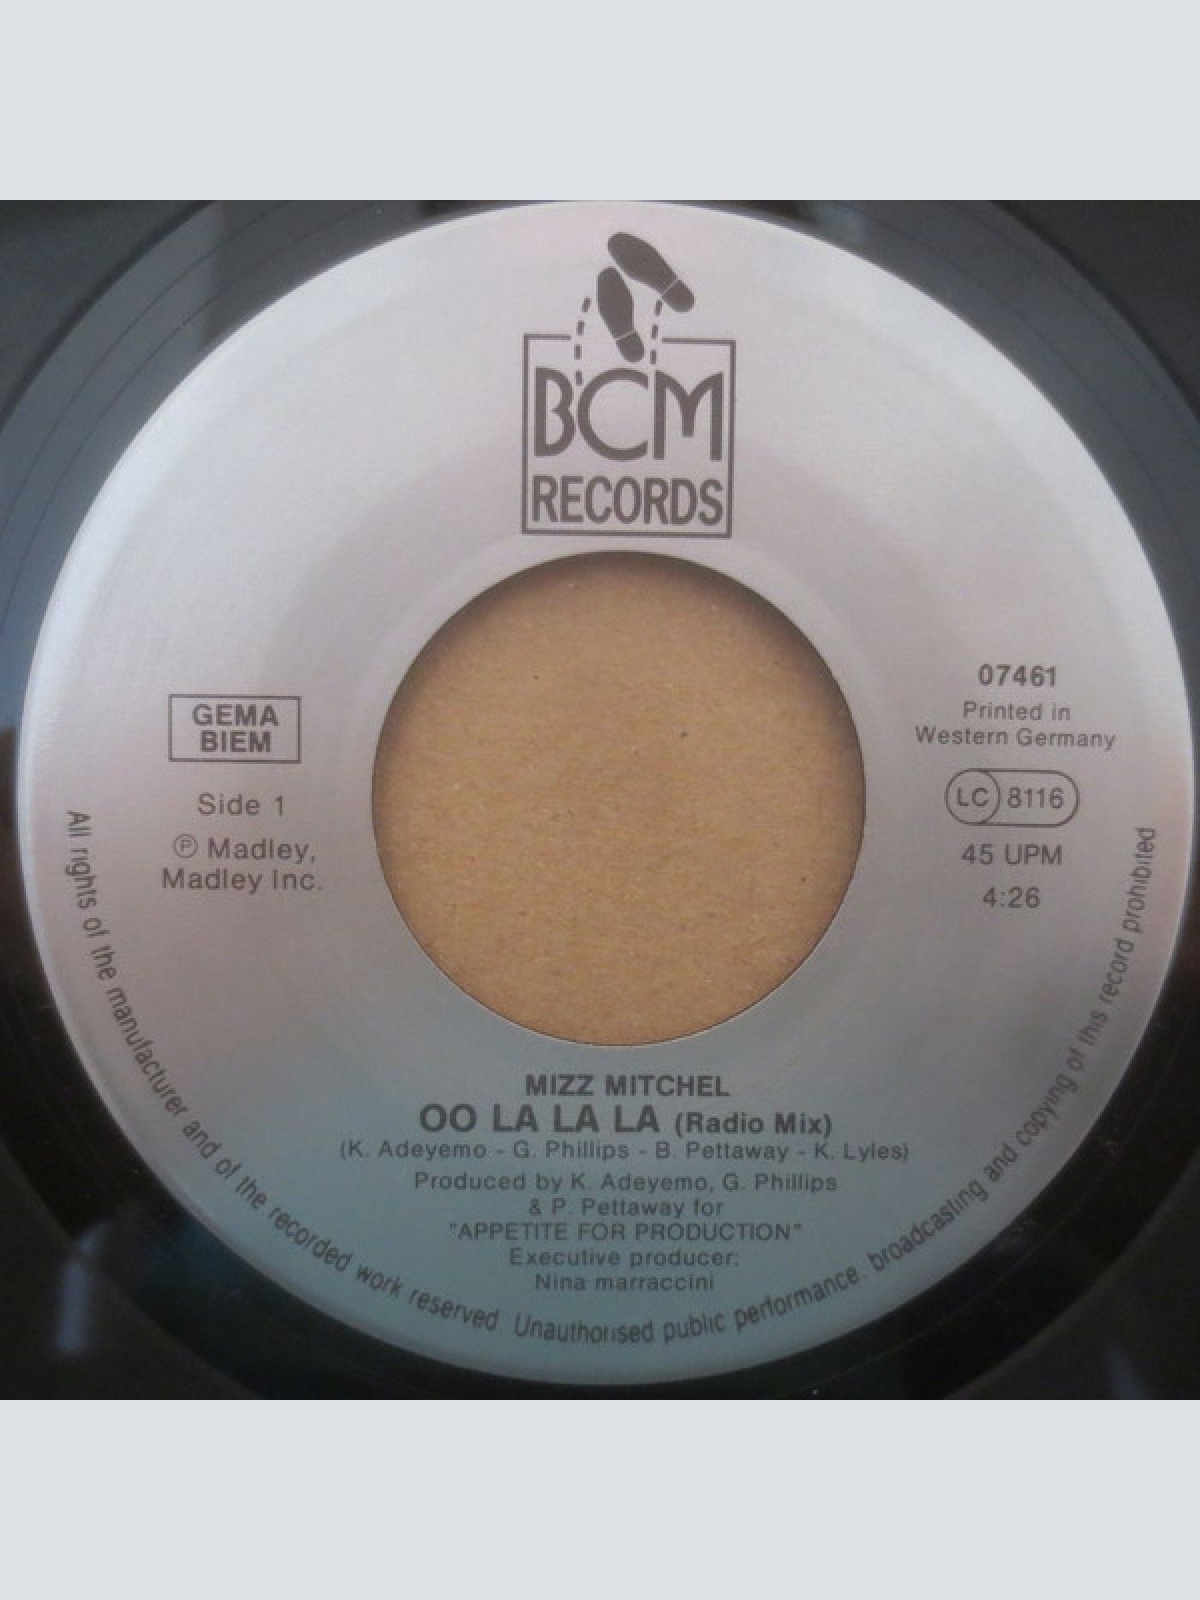 BCM
RECORDS
GEMA
BIEM
Side 1
Ⓟ Madley,
Madley Inc.
07461
Printed in
Western Germany
LC 8116
45 UPM
4:26
MIZZ MITCHEL
OO LA LA LA (Radio Mix)
(K. Adeyemo - G. Phillips - B. Pettaway - K. Lyles)
Produced by K. Adeyemo, G. Phillips
& P. Pettaway for
"APPETITE FOR PRODUCTION"
Executive producer:
Nina marraccini
All rights of the manufacturer and of the recorded work reserved. Unauthorised public performance, broadcasting and copying of this record prohibited